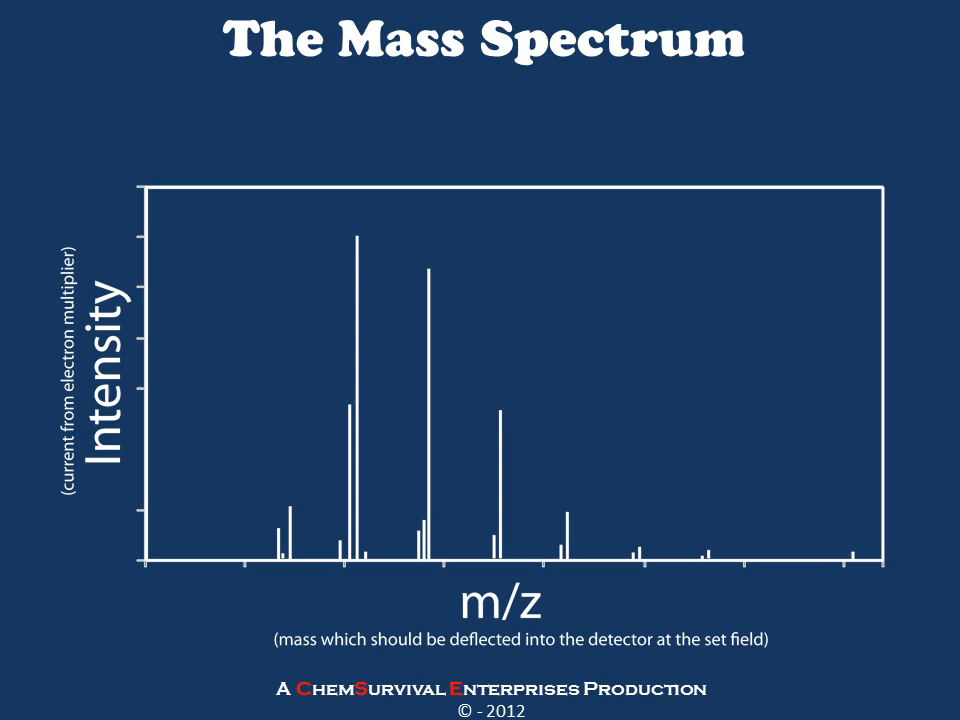 The Mass Spectrum
(current from electron multiplier)
Intensity
m/z
(mass which should be deflected into the detector at the set field)
A ChemSurvival Enterprises Production
© - 2012